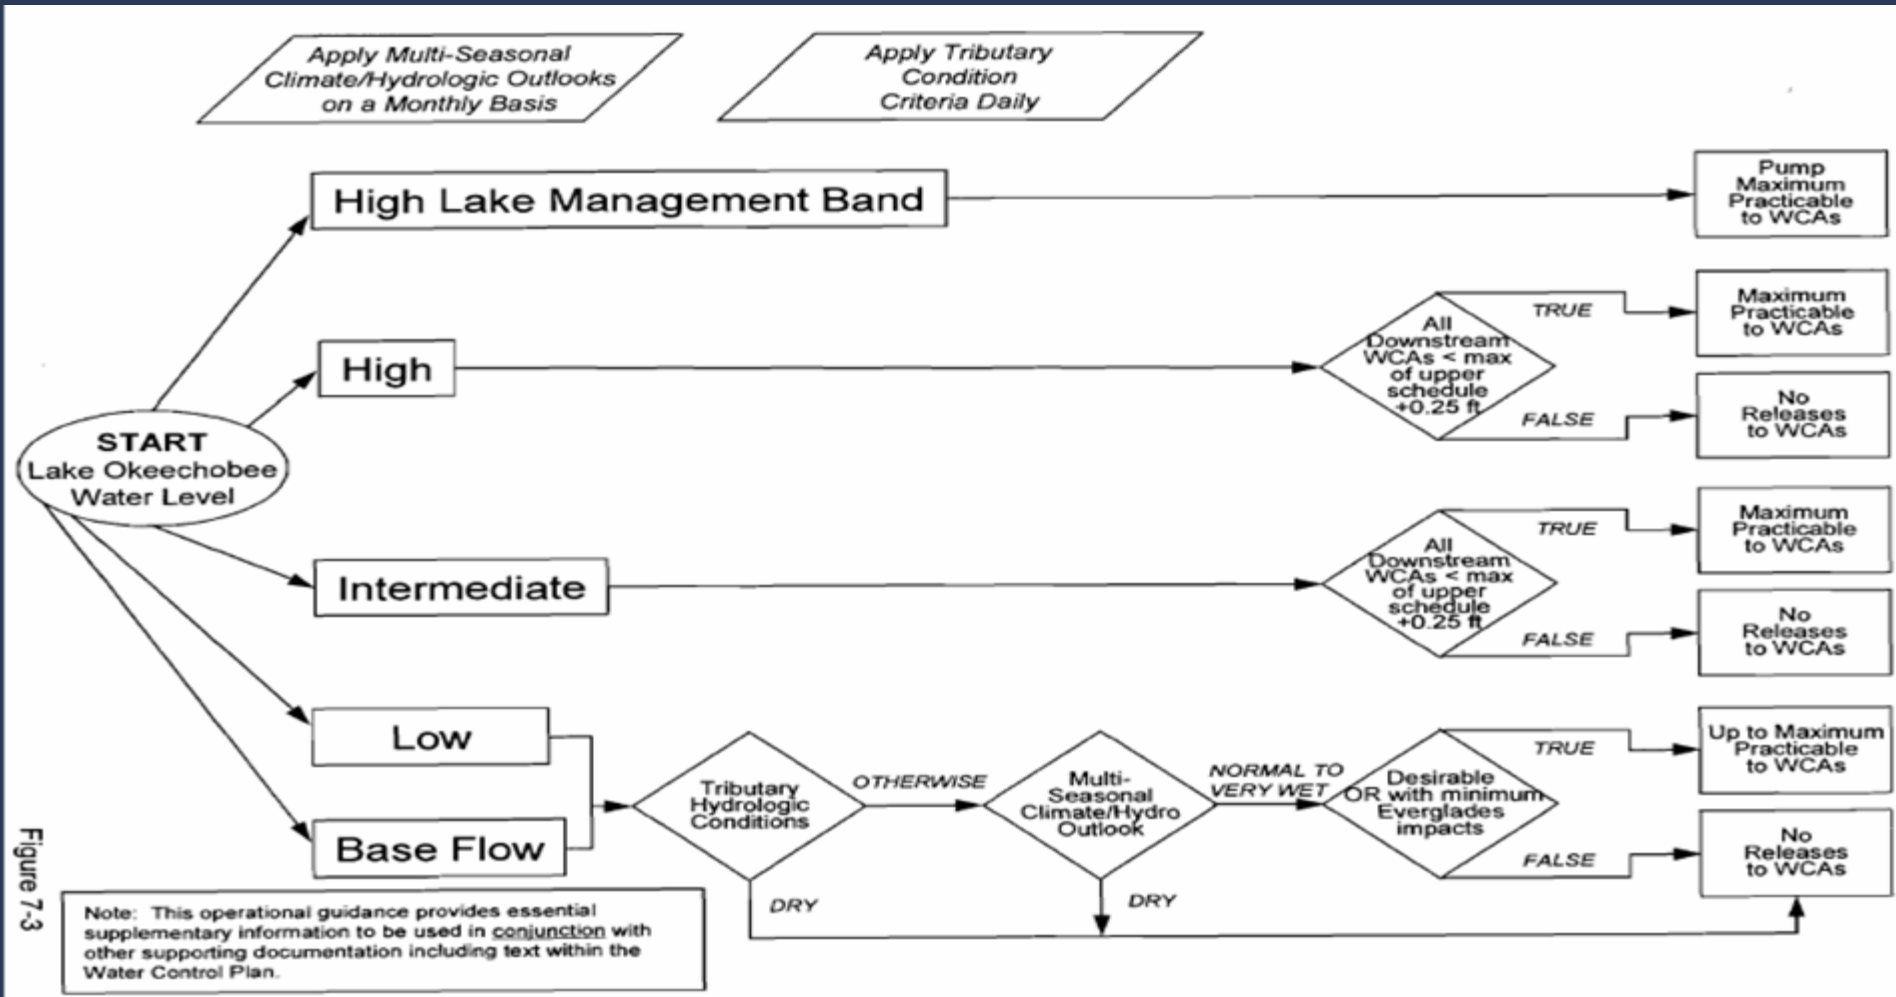 Apply Multi-Seasonal
Climate/Hydrologic Outlooks
on a Monthly Basis
Apply Tributary
Condition
Criteria Daily
High Lake Management Band
Pump
Maximum
Practicable
to WCAs
High
All
Downstream
WCAs < max
of upper
schedule
+0.25 ft
TRUE
Maximum
Practicable
to WCAs
FALSE
No
Releases
to WCAs
START
Lake Okeechobee
Water Level
Intermediate
All
Downstream
WCAs < max
of upper
schedule
+0.25 ft
TRUE
Maximum
Practicable
to WCAs
FALSE
No
Releases
to WCAs
Low
Base Flow
Tributary
Hydrologic
Conditions
OTHERWISE
DRY
Multi-
Seasonal
Climate/Hydro
Outlook
NORMAL TO
VERY WET
DRY
Desirable
OR with minimum
Everglades
impacts
TRUE
Up to Maximum
Practicable
to WCAs
FALSE
No
Releases
to WCAs
Figure 7-3
Note: This operational guidance provides essential
supplementary information to be used in conjunction with
other supporting documentation including text within the
Water Control Plan.